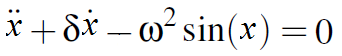 ẍ + δẋ − ω² sin(x) = 0